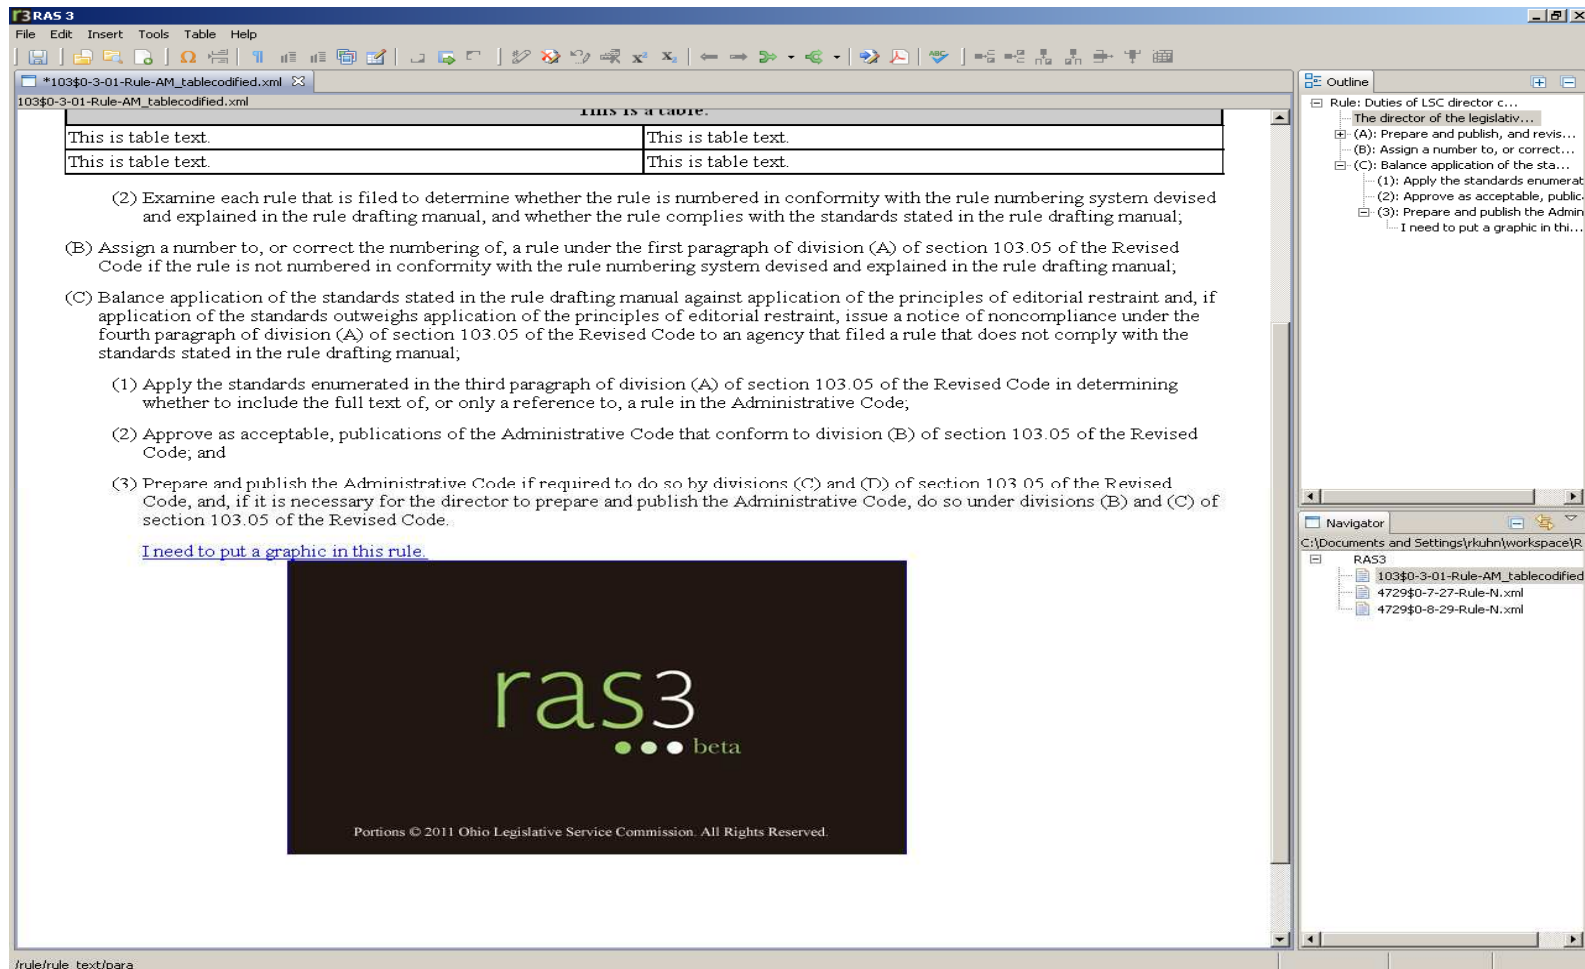 RAS 3
File Edit Insert Tools Table Help
*103$0-3-01-Rule-AM_tablecodified.xml
103$0-3-01-Rule-AM_tablecodified.xml
This is a table.
This is table text. This is table text.
This is table text. This is table text.
(2) Examine each rule that is filed to determine whether the rule is numbered in conformity with the rule numbering system devised
and explained in the rule drafting manual, and whether the rule complies with the standards stated in the rule drafting manual;
(B) Assign a number to, or correct the numbering of, a rule under the first paragraph of division (A) of section 103.05 of the Revised
Code if the rule is not numbered in conformity with the rule numbering system devised and explained in the rule drafting manual;
(C) Balance application of the standards stated in the rule drafting manual against application of the principles of editorial restraint and, if
application of the standards outweighs application of the principles of editorial restraint, issue a notice of noncompliance under the
fourth paragraph of division (A) of section 103.05 of the Revised Code to an agency that filed a rule that does not comply with the
standards stated in the rule drafting manual;
(1) Apply the standards enumerated in the third paragraph of division (A) of section 103.05 of the Revised Code in determining
whether to include the full text of, or only a reference to, a rule in the Administrative Code;
(2) Approve as acceptable, publications of the Administrative Code that conform to division (B) of section 103.05 of the Revised
Code; and
(3) Prepare and publish the Administrative Code if required to do so by divisions (C) and (D) of section 103.05 of the Revised
Code, and, if it is necessary for the director to prepare and publish the Administrative Code, do so under divisions (B) and (C) of
section 103.05 of the Revised Code.
I need to put a graphic in this rule.
ras3
beta
Portions © 2011 Ohio Legislative Service Commission. All Rights Reserved.
/rule/rule_text/para
Outline
Rule: Duties of LSC director c...
The director of the legislativ...
(A): Prepare and publish, and revis...
(B): Assign a number to, or correct...
(C): Balance application of the sta...
(1): Apply the standards enumerat
(2): Approve as acceptable, public
(3): Prepare and publish the Admin
I need to put a graphic in thi...
Navigator
C:\Documents and Settings\rkuhn\workspace\R
RAS3
103$0-3-01-Rule-AM_tablecodified
4729$0-7-27-Rule-N.xml
4729$0-8-29-Rule-N.xml